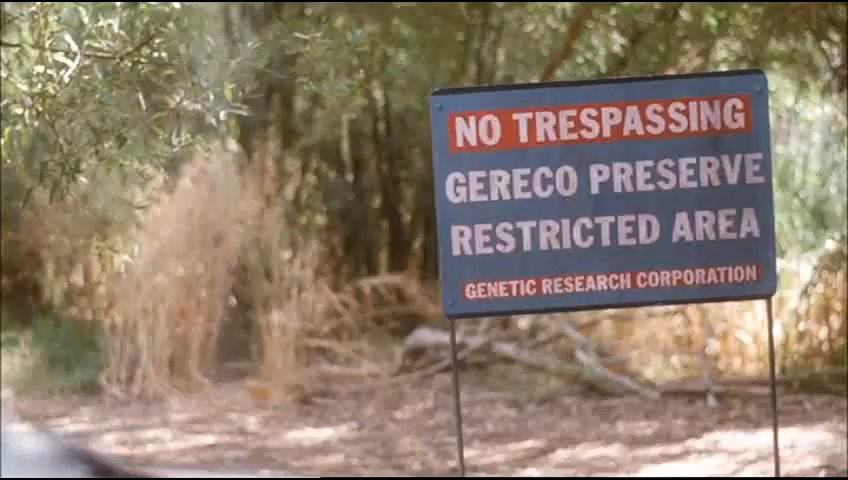 NO TRESPASSING
GERECO PRESERVE
RESTRICTED AREA
GENETIC RESEARCH CORPORATION